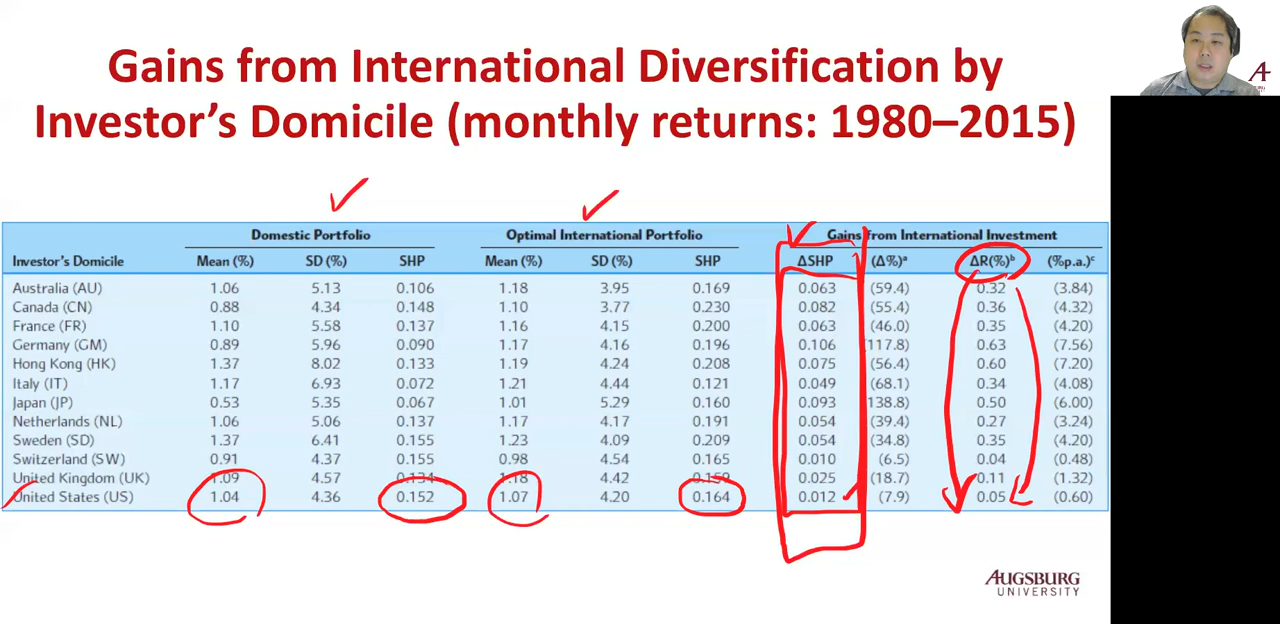 Gains from International Diversification by
Investor's Domicile (monthly returns: 1980–2015)
Domestic Portfolio Optimal International Portfolio Gains from International Investment
Investor's Domicile Mean (%) SD (%) SHP Mean (%) SD (%) SHP ΔSHP (Δ%)ᵃ ΔR(%)ᵇ (%p.a.)ᶜ
Australia (AU) 1.06 5.13 0.106 1.18 3.95 0.169 0.063 (59.4) 0.32 (3.84)
Canada (CN) 0.88 4.34 0.148 1.10 3.77 0.230 0.082 (55.4) 0.36 (4.32)
France (FR) 1.10 5.58 0.137 1.16 4.15 0.200 0.063 (46.0) 0.35 (4.20)
Germany (GM) 0.89 5.96 0.090 1.17 4.16 0.196 0.106 (117.8) 0.63 (7.56)
Hong Kong (HK) 1.37 8.02 0.133 1.19 4.24 0.208 0.075 (56.4) 0.60 (7.20)
Italy (IT) 1.17 6.93 0.072 1.21 4.44 0.121 0.049 (68.1) 0.34 (4.08)
Japan (JP) 0.53 5.35 0.067 1.01 5.29 0.160 0.093 (138.8) 0.50 (6.00)
Netherlands (NL) 1.06 5.06 0.137 1.17 4.17 0.191 0.054 (39.4) 0.27 (3.24)
Sweden (SD) 1.37 6.41 0.155 1.23 4.09 0.209 0.054 (34.8) 0.35 (4.20)
Switzerland (SW) 0.91 4.37 0.155 0.98 4.54 0.165 0.010 (6.5) 0.04 (0.48)
United Kingdom (UK) 1.09 4.57 0.134 1.18 4.42 0.159 0.025 (18.7) 0.11 (1.32)
United States (US) 1.04 4.36 0.152 1.07 4.20 0.164 0.012 (7.9) 0.05 (0.60)
AUGSBURG
UNIVERSITY